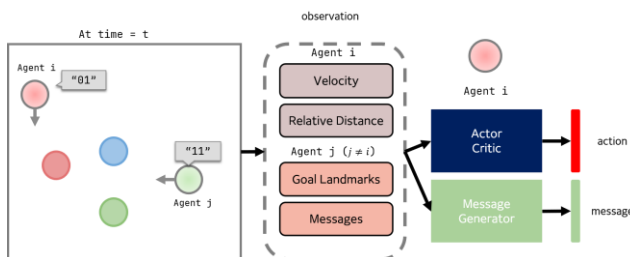 observation
At time = t
Agent i
"01"
"11"
Agent j
Agent i
Velocity
Relative Distance
Agent j (j ≠ i)
Goal Landmarks
Messages
Agent i
Actor
Critic
action
Message
Generator
message